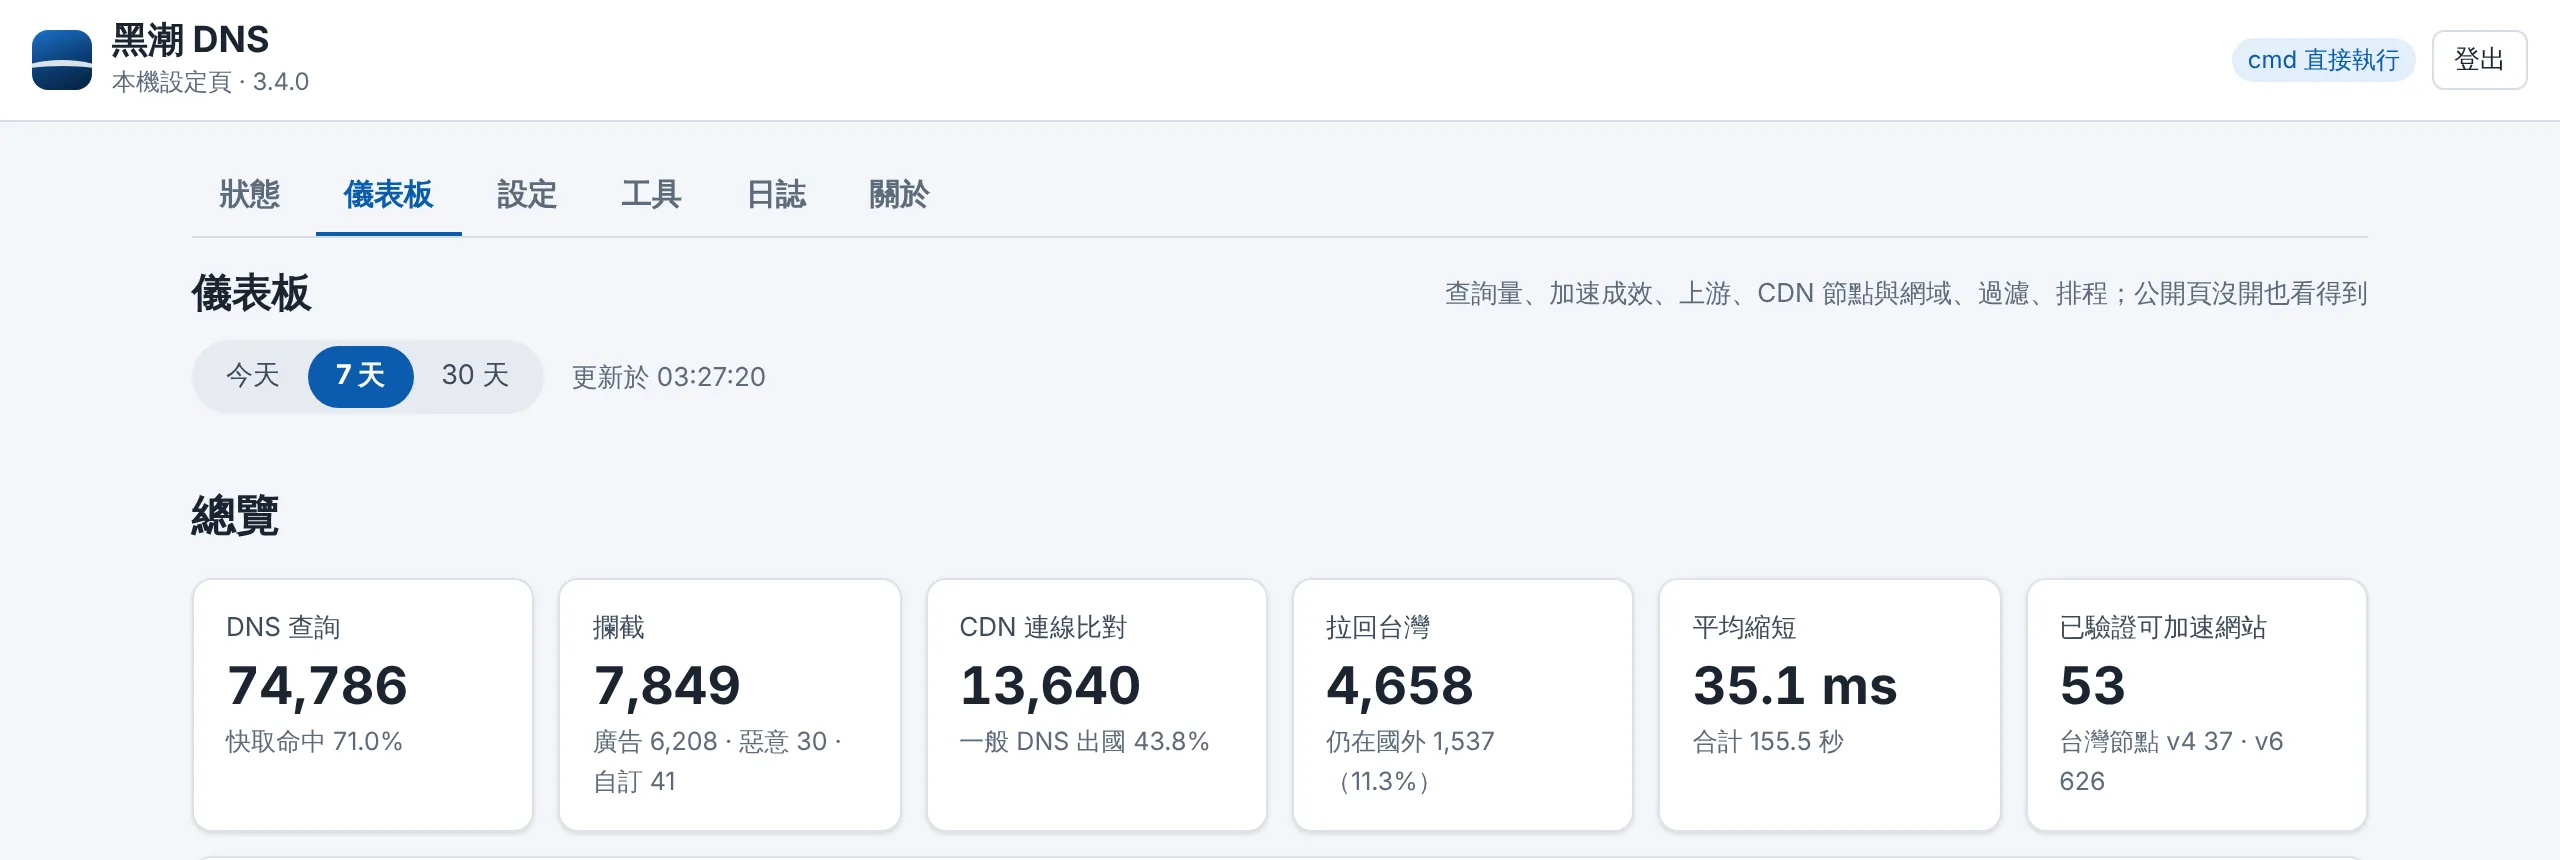 黑潮 DNS
本機設定頁 · 3.4.0
cmd 直接執行
登出
狀態
儀表板
設定
工具
日誌
關於
儀表板
查詢量、加速成效、上游、CDN 節點與網域、過濾、排程；公開頁沒開也看得到
今天
7 天
30 天
更新於 03:27:20
總覽
DNS 查詢
74,786
快取命中 71.0%
攔截
7,849
廣告 6,208 · 惡意 30 ·
自訂 41
CDN 連線比對
13,640
一般 DNS 出國 43.8%
拉回台灣
4,658
仍在國外 1,537
（11.3%）
平均縮短
35.1 ms
合計 155.5 秒
已驗證可加速網站
53
台灣節點 v4 37 · v6
626